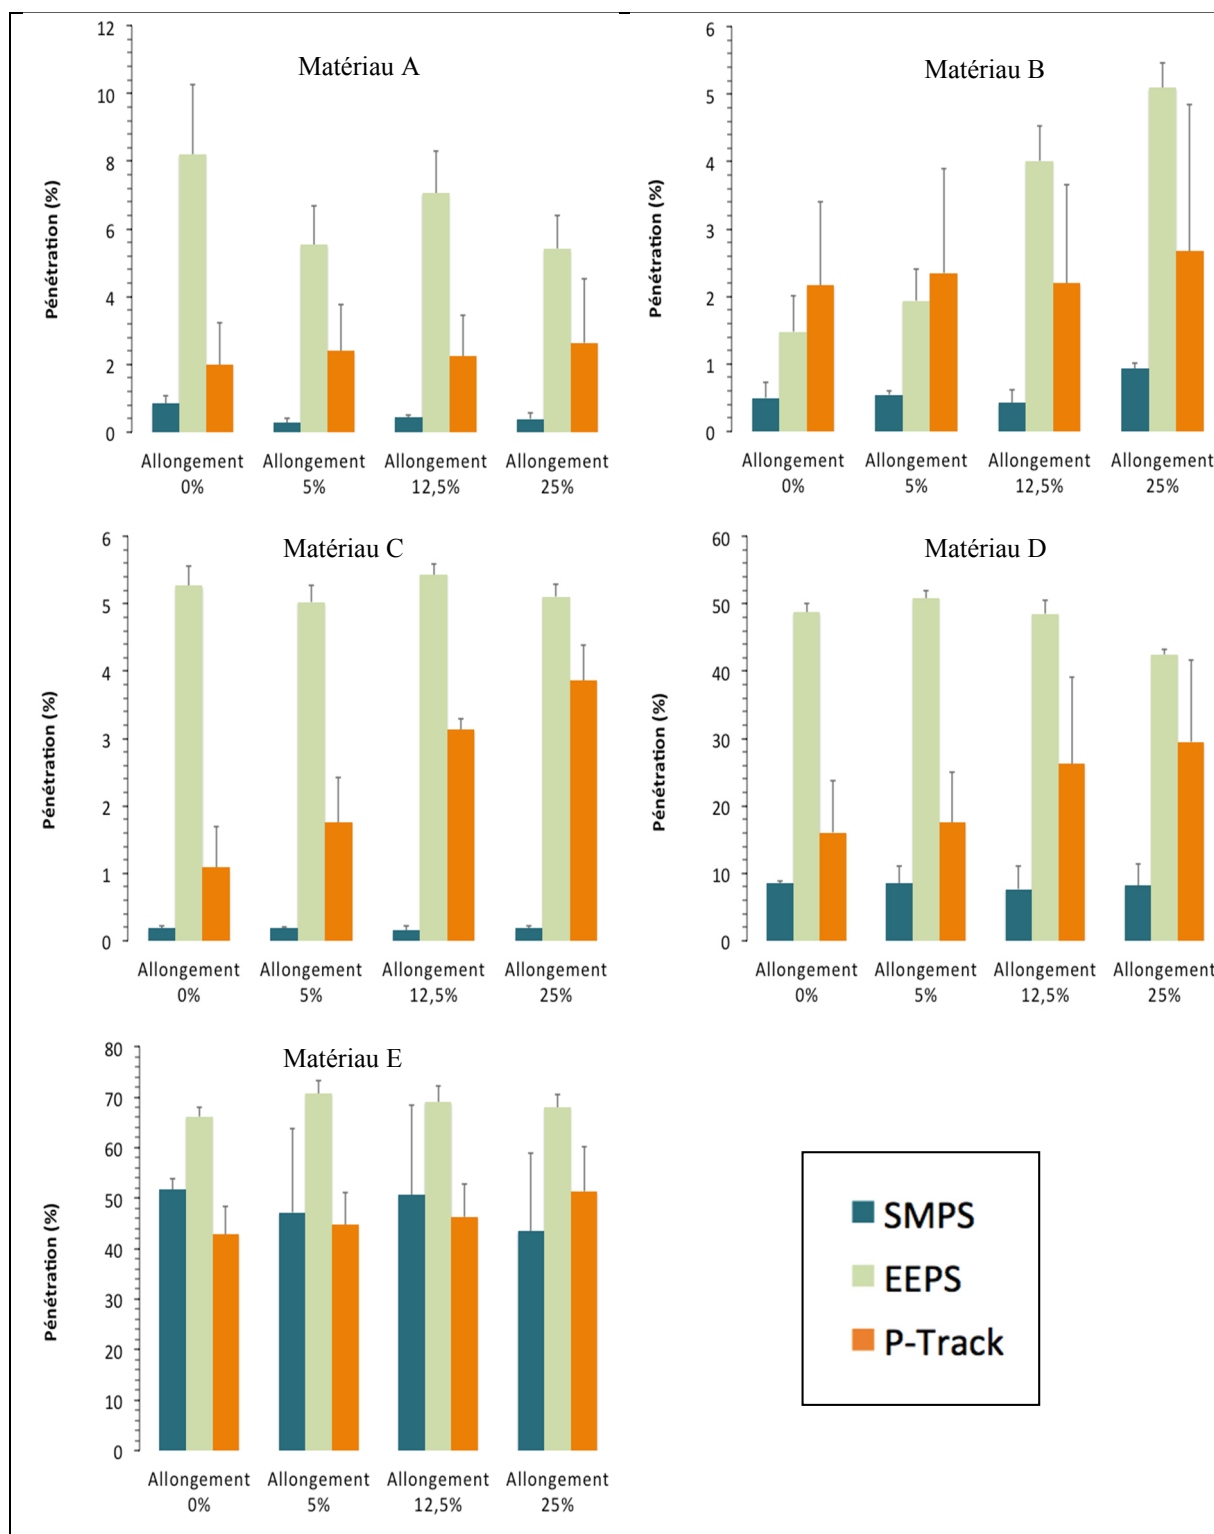 Matériau A
Pénétration (%)
12
10
8
6
4
2
0
Allongement Allongement Allongement Allongement
0% 5% 12,5% 25%
Matériau B
Pénétration (%)
6
5
4
3
2
1
0
Allongement Allongement Allongement Allongement
0% 5% 12,5% 25%
Matériau C
Pénétration (%)
6
5
4
3
2
1
0
Allongement Allongement Allongement Allongement
0% 5% 12,5% 25%
Matériau D
Pénétration (%)
60
50
40
30
20
10
0
Allongement Allongement Allongement Allongement
0% 5% 12,5% 25%
Matériau E
Pénétration (%)
80
70
60
50
40
30
20
10
0
Allongement Allongement Allongement Allongement
0% 5% 12,5% 25%
SMPS
EEPS
P-Track